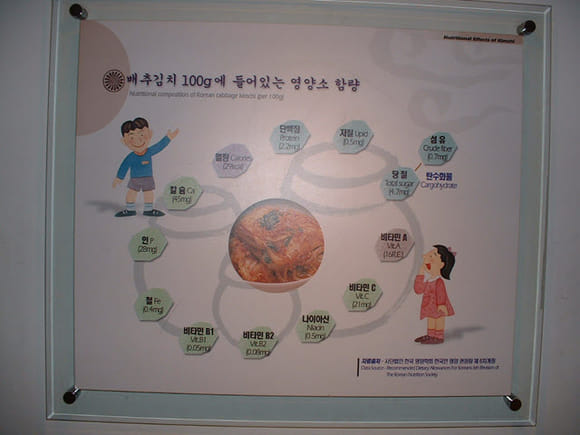 Nutritional Effects of Kimchi
배추김치 100g에 들어있는 영양소 함량
Nutritional composition of Korean cabbage kimchi (per 100g)
단백질
Protein
(2.2mg)
지질 Lipid
(0.5mg)
섬 유
Crude fiber
(0.7mg)
열량 Calories
(29kcal)
당 질
Total sugar
(4.7mg)
탄수화물
Cargohydrate
칼 슘 Ca
(45mg)
인 P
(28mg)
비타민 A
Vit.A
(16R.E)
철 Fe
(0.4mg)
비타민 C
Vit.C
(21mg)
비타민 B1
Vit.B1
(0.05mg)
비타민 B2
Vit.B2
(0.08mg)
나이아신
Niacin
(0.5mg)
자료출처 - 사단법인 한국 영양학회 한국인 영양 권장량 제 6차개정
Data Source - Recommended Dietary Allowances For Koreans, 6th Revision of
The Korean Nutrition Society